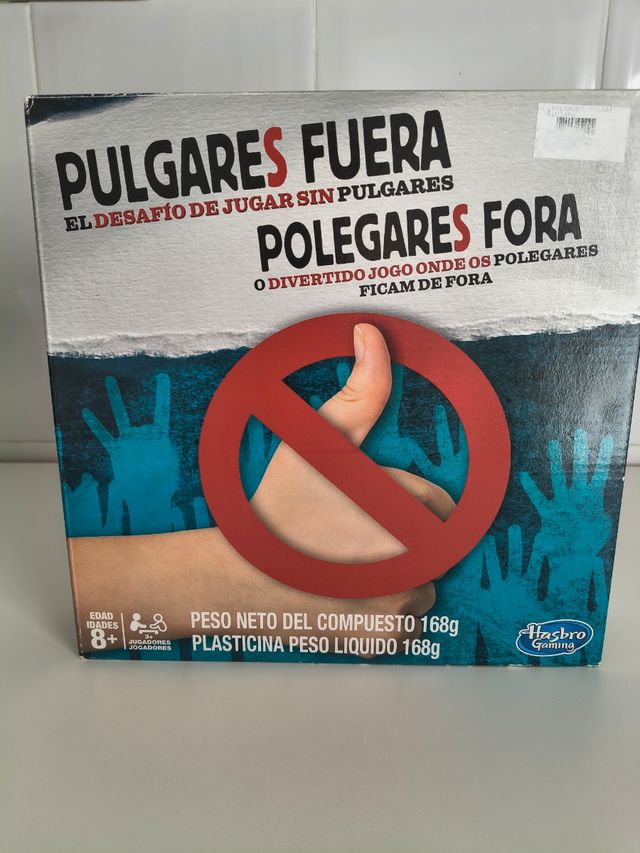 PULGARES FUERA
EL DESAFÍO DE JUGAR SIN PULGARES
POLEGARES FORA
O DIVERTIDO JOGO ONDE OS POLEGARES
FICAM DE FORA
EDAD
IDADES
8+
3+
JUGADORES
JOGADORES
PESO NETO DEL COMPUESTO 168g
PLASTICINA PESO LIQUIDO 168g
Hasbro
Gaming